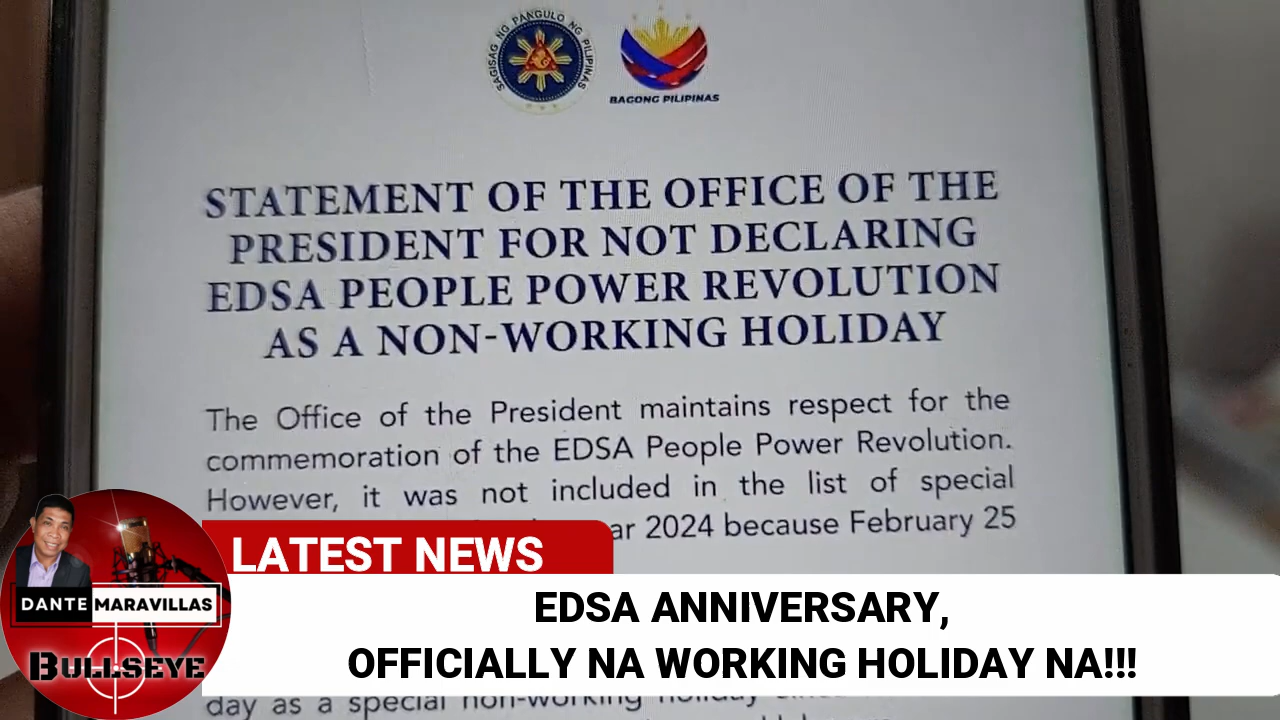 SAGISAG NG PANGULO NG PILIPINAS
BAGONG PILIPINAS
STATEMENT OF THE OFFICE OF THE
PRESIDENT FOR NOT DECLARING
EDSA PEOPLE POWER REVOLUTION
AS A NON-WORKING HOLIDAY
The Office of the President maintains respect for the
commemoration of the EDSA People Power Revolution.
However, it was not included in the list of special
2024 because February 25
LATEST NEWS
DANTE MARAVILLAS
BULLSEYE
EDSA ANNIVERSARY,
OFFICIALLY NA WORKING HOLIDAY NA!!!
day as a special non-working holiday